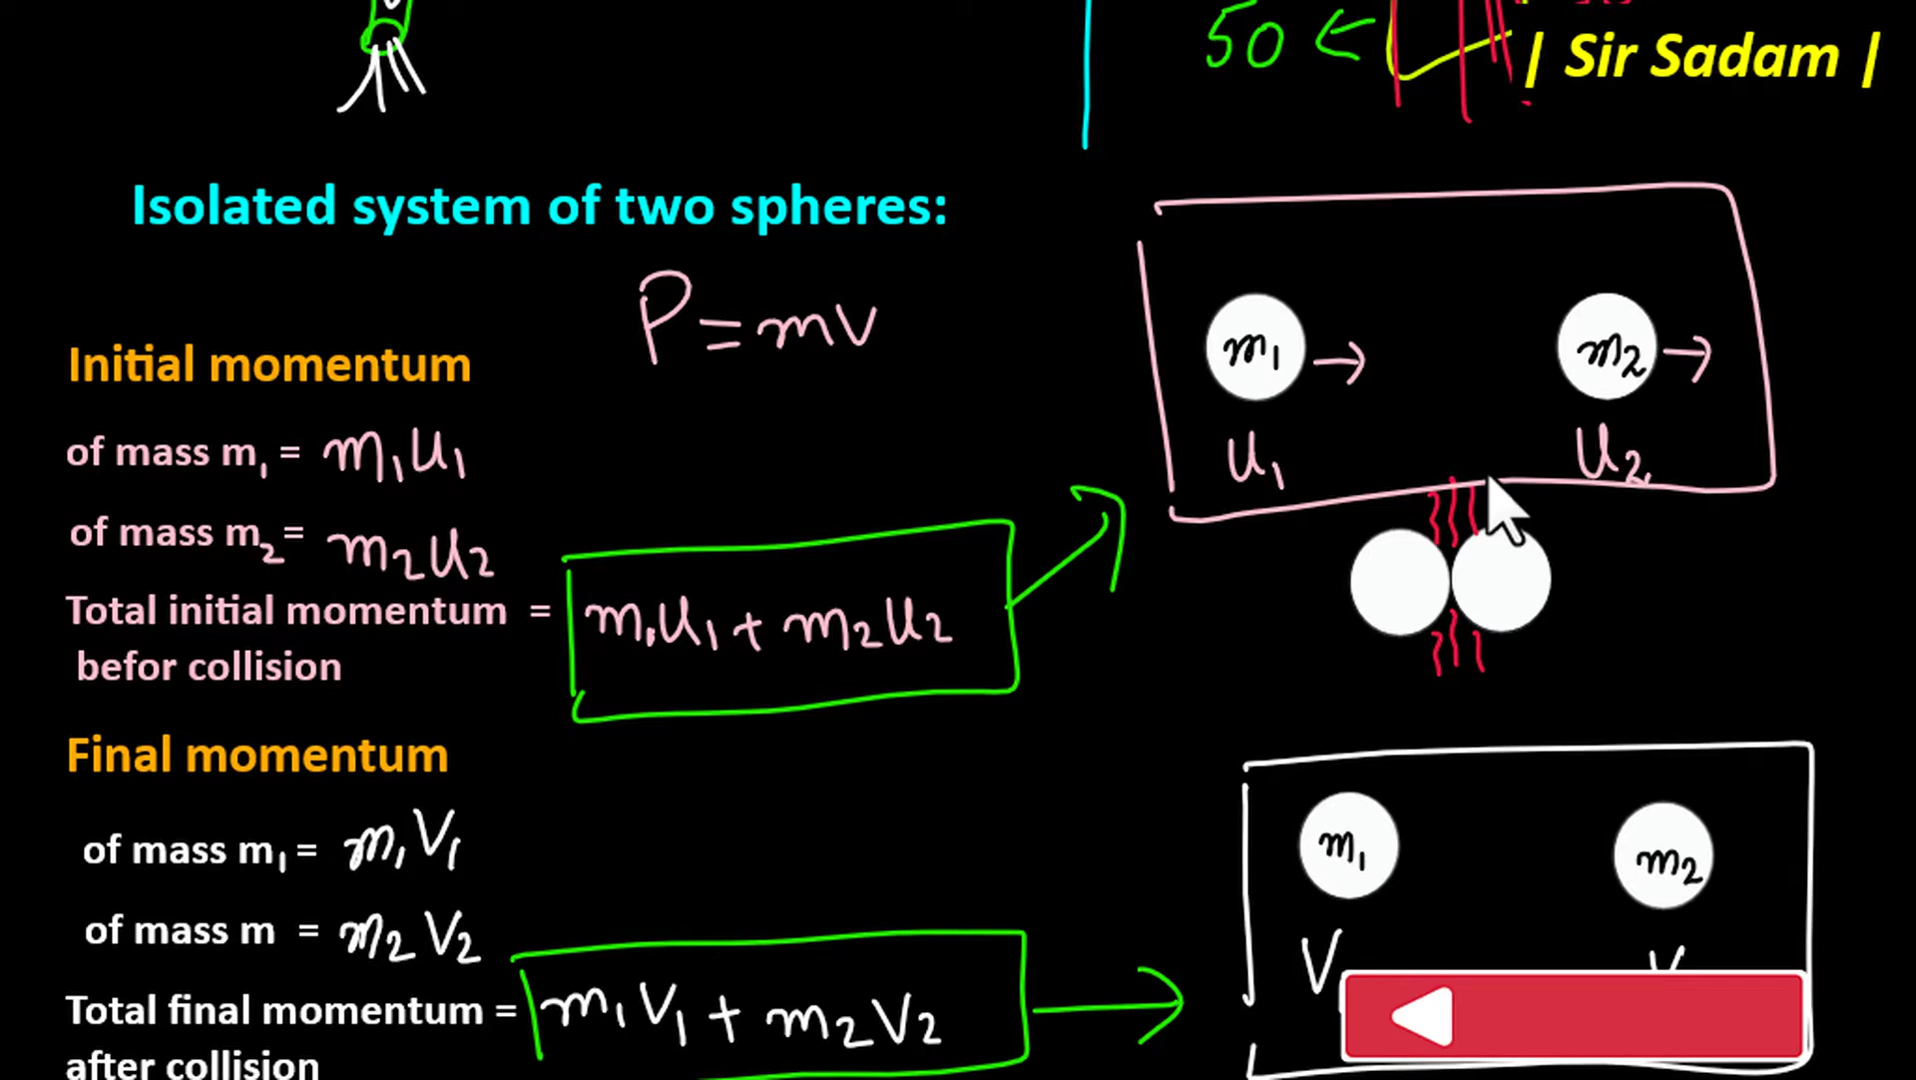 50 ←
| Sir Sadam |
Isolated system of two spheres:
P = mv
Initial momentum
of mass m₁ = m₁u₁
of mass m₂ = m₂u₂
Total initial momentum = m₁u₁ + m₂u₂
befor collision
m₁ →
m₂ →
u₁
u₂
Final momentum
of mass m₁ = m₁V₁
of mass m = m₂V₂
Total final momentum = m₁V₁ + m₂V₂
after collision
m₁
m₂
V